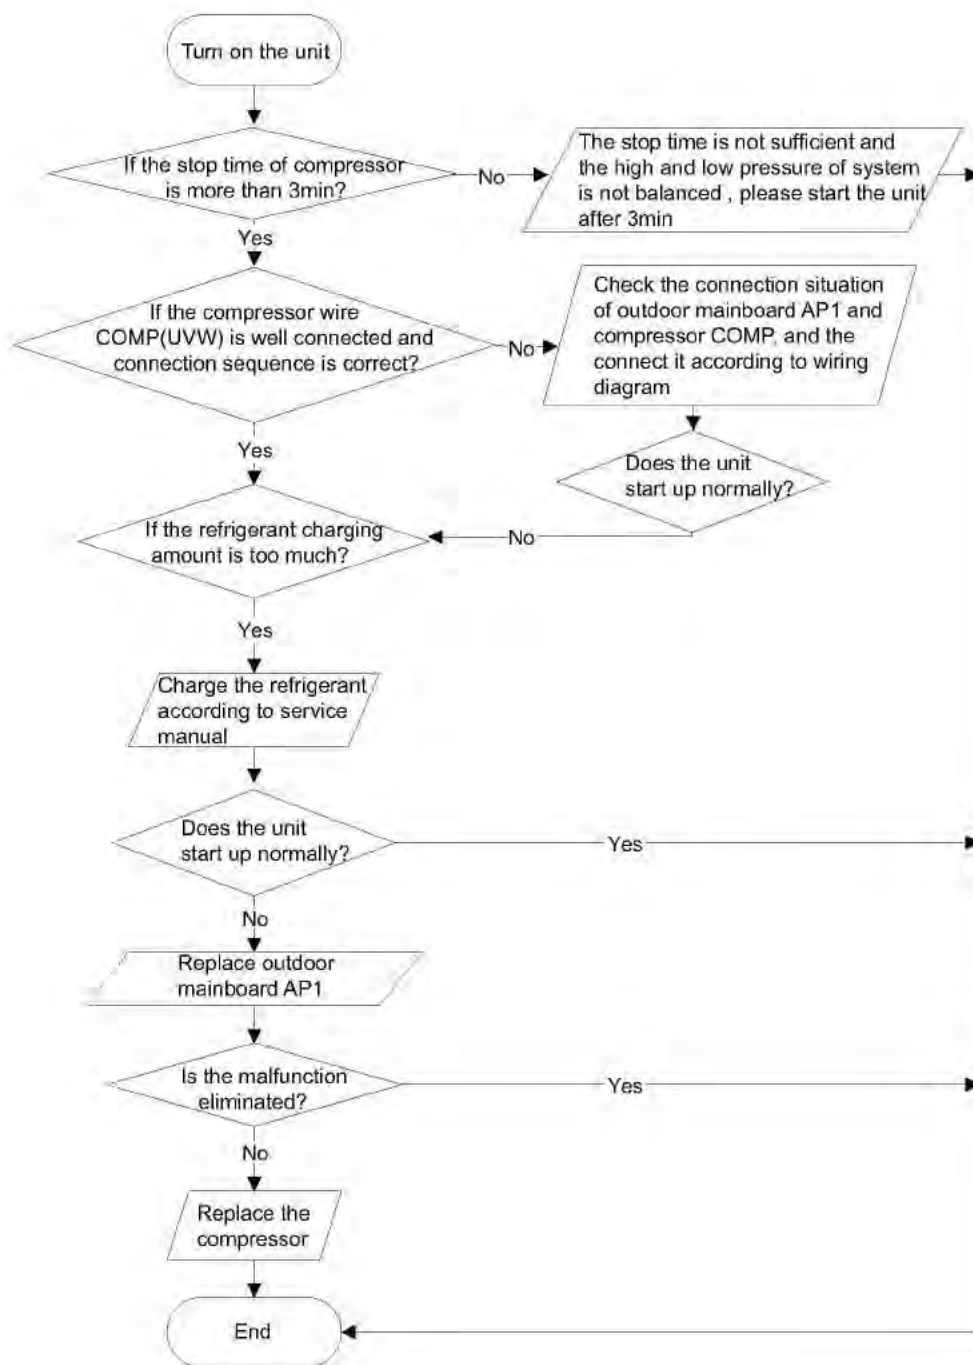 Turn on the unit
If the stop time of compressor
is more than 3min?
No
The stop time is not sufficient and
the high and low pressure of system
is not balanced , please start the unit
after 3min
Yes
If the compressor wire
COMP(UVW) is well connected and
connection sequence is correct?
No
Check the connection situation
of outdoor mainboard AP1 and
compressor COMP, and the
connect it according to wiring
diagram
Yes
Does the unit
start up normally?
If the refrigerant charging
amount is too much?
No
Yes
Charge the refrigerant
according to service
manual
Does the unit
start up normally?
Yes
No
Replace outdoor
mainboard AP1
Is the malfunction
eliminated?
Yes
No
Replace the
compressor
End